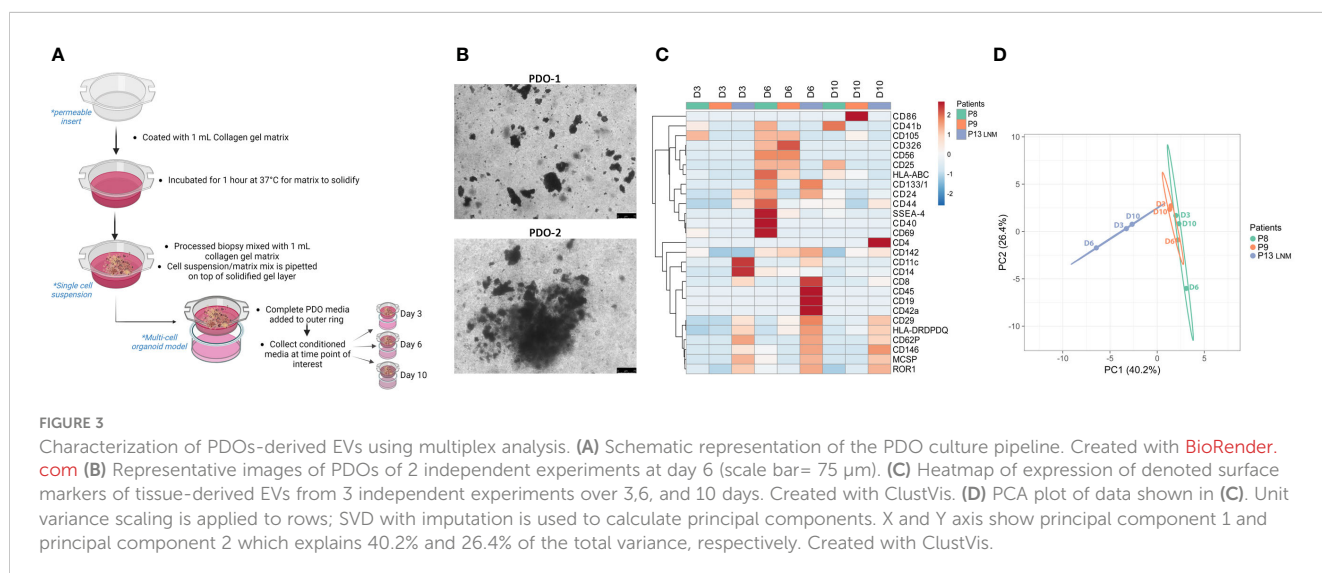 A
*permeable
insert
• Coated with 1 mL Collagen gel matrix
• Incubated for 1 hour at 37°C for matrix to solidify
• Processed biopsy mixed with 1 mL
collagen gel matrix
• Cell suspension/matrix mix is pipetted
on top of solidified gel layer
*Single cell
suspension
*Multi-cell
organoid model
• Complete PDO media
added to outer ring
• Collect conditioned
media at time point of
interest
Day 3
Day 6
Day 10
B
PDO-1
PDO-2
C
D3 D3 D3 D6 D6 D6 D10 D10 D10
CD86
CD41b
CD105
CD326
CD56
CD25
HLA-ABC
CD133/1
CD24
CD44
SSEA-4
CD40
CD69
CD4
CD142
CD11c
CD14
CD8
CD45
CD19
CD42a
CD29
HLA-DRDPDQ
CD62P
CD146
MCSP
ROR1
Patients
P8
P9
P13 LNM
2
1
0
-1
-2
D
PC2 (26.4%)
10
5
0
-5
-10
D3
D10
D6
D3
D10
D6
D3
D10
D6
-10 -5 0 5
PC1 (40.2%)
Patients
P8
P9
P13 LNM
FIGURE 3
Characterization of PDOs-derived EVs using multiplex analysis. (A) Schematic representation of the PDO culture pipeline. Created with BioRender.
com (B) Representative images of PDOs of 2 independent experiments at day 6 (scale bar= 75 µm). (C) Heatmap of expression of denoted surface
markers of tissue-derived EVs from 3 independent experiments over 3,6, and 10 days. Created with ClustVis. (D) PCA plot of data shown in (C). Unit
variance scaling is applied to rows; SVD with imputation is used to calculate principal components. X and Y axis show principal component 1 and
principal component 2 which explains 40.2% and 26.4% of the total variance, respectively. Created with ClustVis.